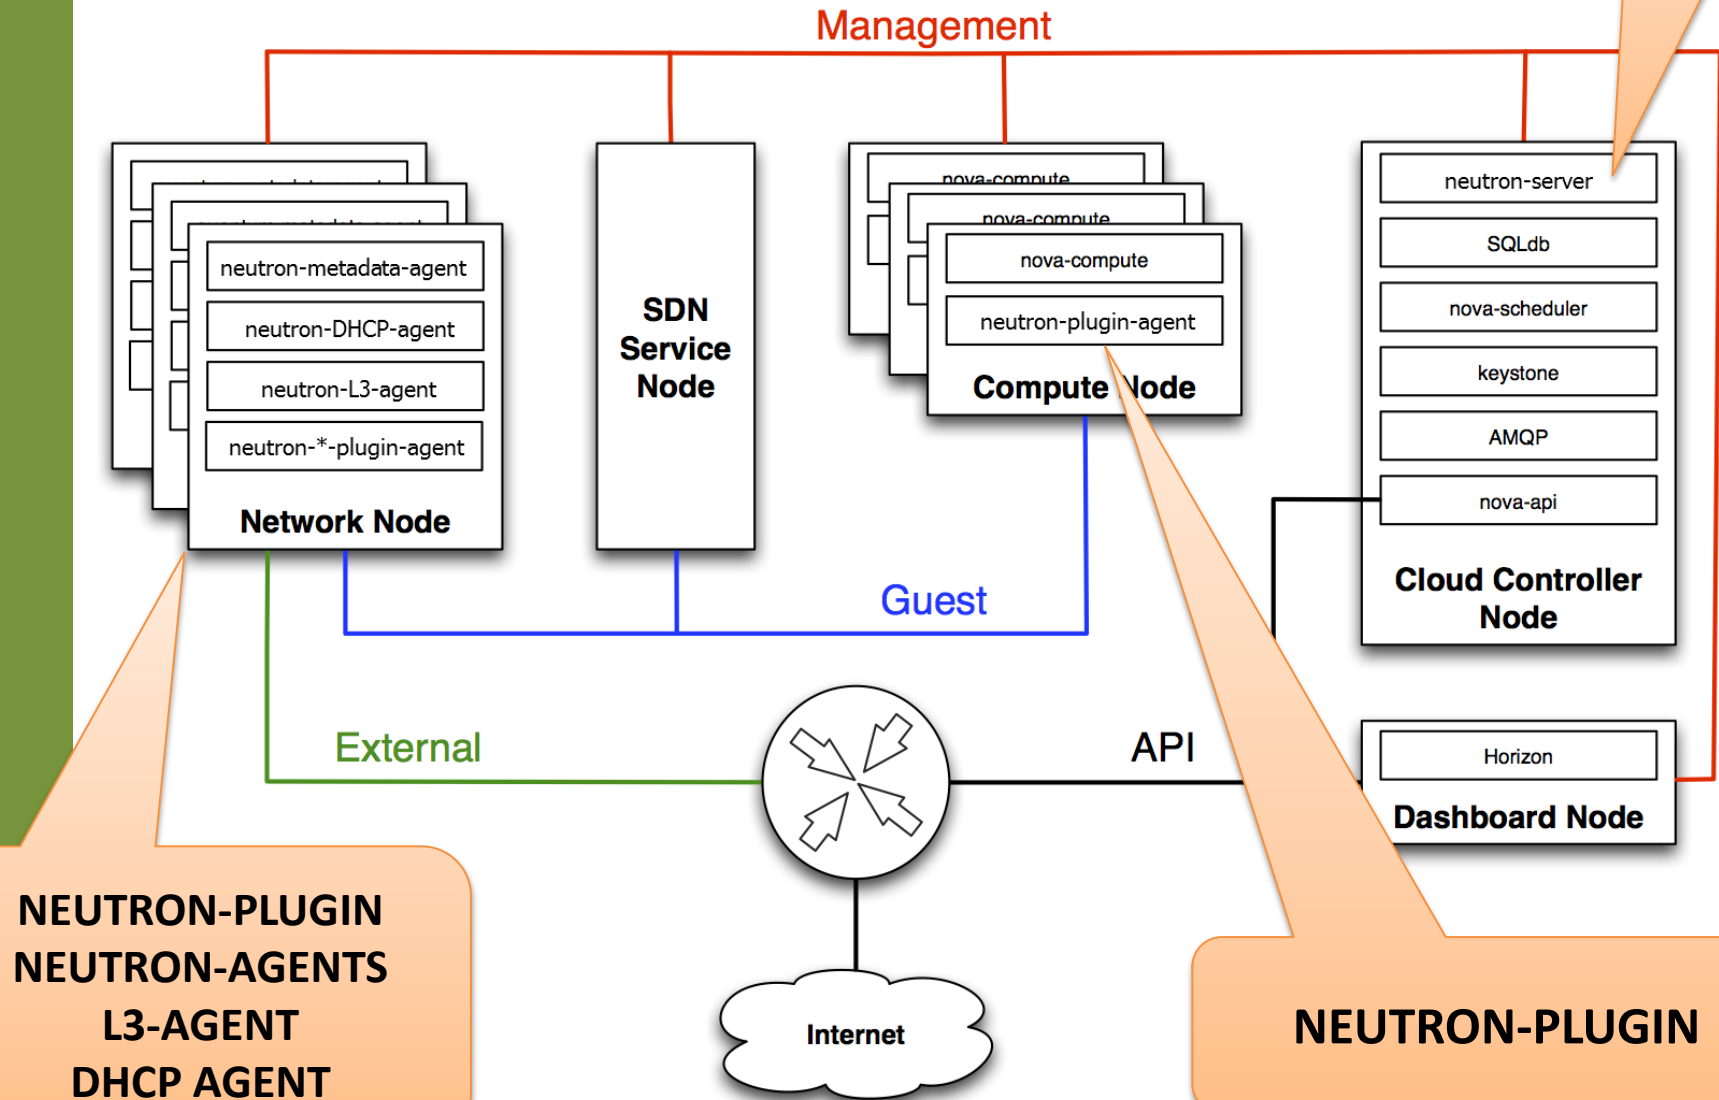 Management
neutron-metadata-agent
neutron-DHCP-agent
neutron-L3-agent
neutron-*-plugin-agent
Network Node
SDN
Service
Node
nova-compute
nova-compute
nova-compute
neutron-plugin-agent
Compute Node
neutron-server
SQLdb
nova-scheduler
keystone
AMQP
nova-api
Cloud Controller
Node
Guest
External
API
Horizon
Dashboard Node
Internet
NEUTRON-PLUGIN
NEUTRON-AGENTS
L3-AGENT
DHCP AGENT
NEUTRON-PLUGIN